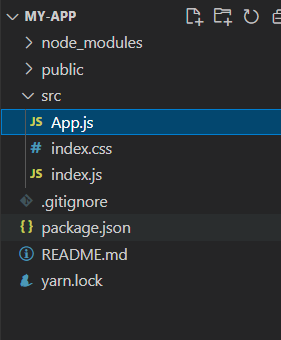 MY-APP
node_modules
public
src
JS App.js
# index.css
JS index.js
.gitignore
{} package.json
README.md
yarn.lock